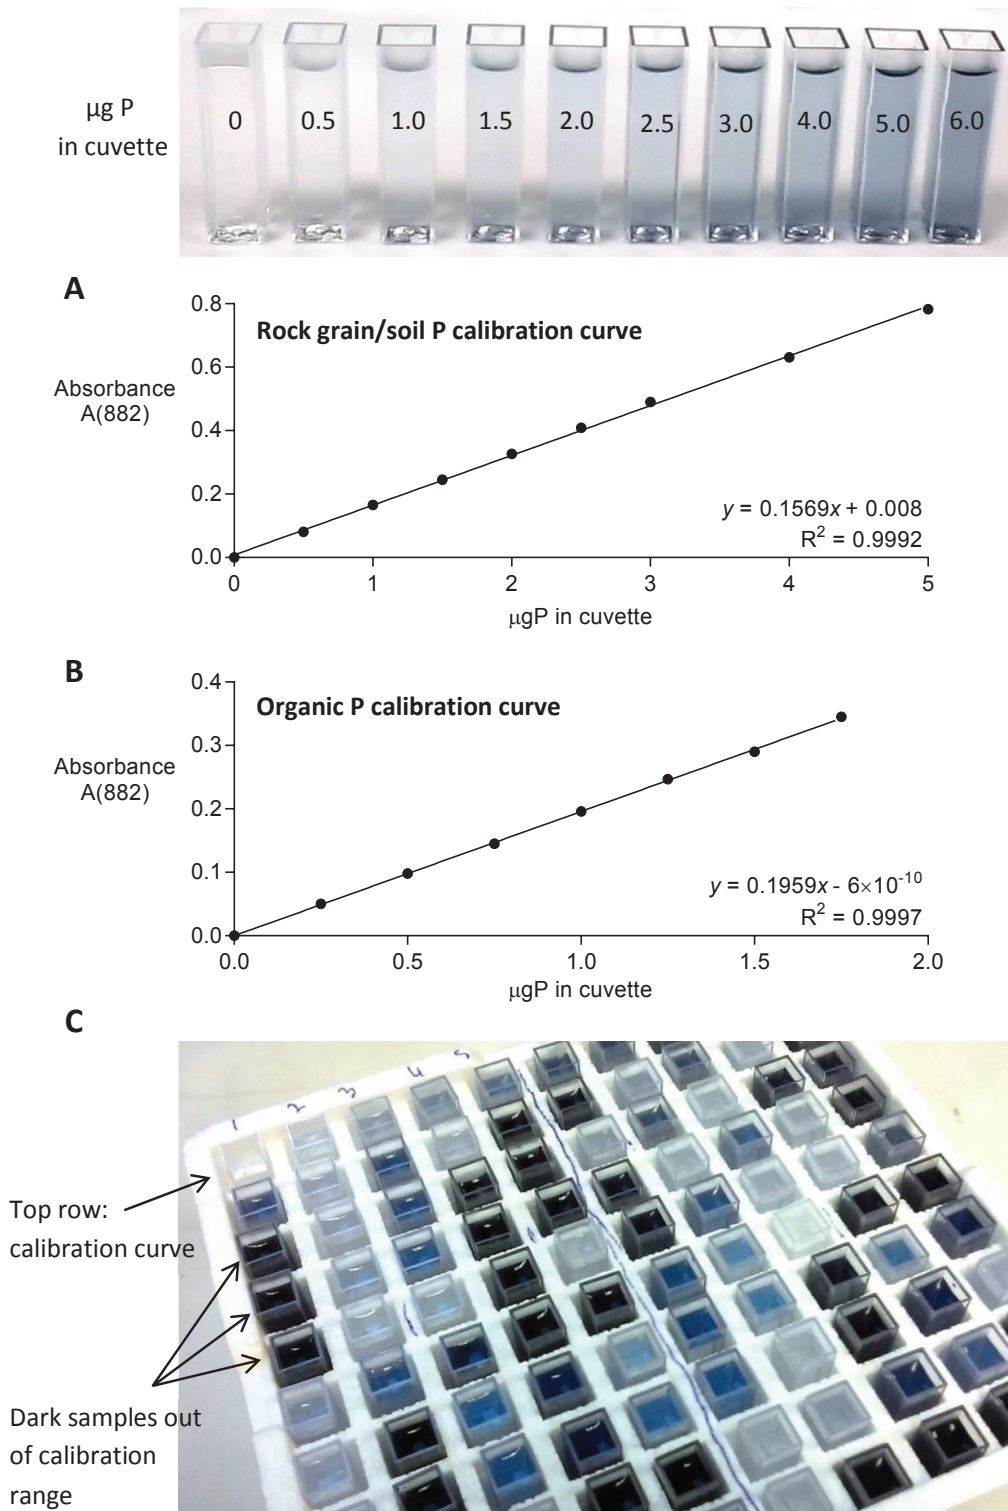 µg P
in cuvette
0 0.5 1.0 1.5 2.0 2.5 3.0 4.0 5.0 6.0
A
Rock grain/soil P calibration curve
Absorbance
A(882)
0.8
0.6
0.4
0.2
0.0
y = 0.1569x + 0.008
R² = 0.9992
0 1 2 3 4 5
µgP in cuvette
B
Organic P calibration curve
Absorbance
A(882)
0.4
0.3
0.2
0.1
0.0
y = 0.1959x - 6×10⁻¹⁰
R² = 0.9997
0.0 0.5 1.0 1.5 2.0
µgP in cuvette
C
1 2 3 4 5
Top row:
calibration curve
Dark samples out
of calibration
range